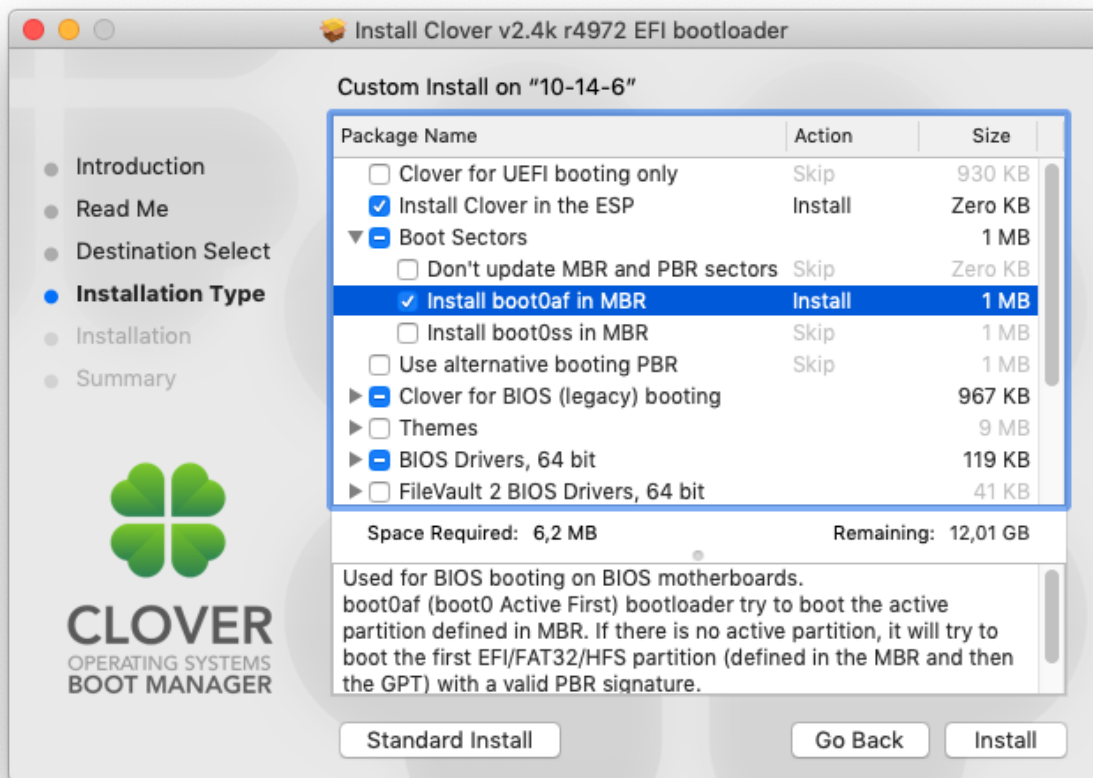 Install Clover v2.4k r4972 EFI bootloader
Custom Install on “10-14-6”
Introduction
Read Me
Destination Select
Installation Type
Installation
Summary
Package Name Action Size
Clover for UEFI booting only Skip 930 KB
Install Clover in the ESP Install Zero KB
Boot Sectors 1 MB
Don't update MBR and PBR sectors Skip Zero KB
Install boot0af in MBR Install 1 MB
Install boot0ss in MBR Skip 1 MB
Use alternative booting PBR Skip 1 MB
Clover for BIOS (legacy) booting 967 KB
Themes 9 MB
BIOS Drivers, 64 bit 119 KB
FileVault 2 BIOS Drivers, 64 bit 41 KB
Space Required: 6,2 MB Remaining: 12,01 GB
Used for BIOS booting on BIOS motherboards.
boot0af (boot0 Active First) bootloader try to boot the active
partition defined in MBR. If there is no active partition, it will try to
boot the first EFI/FAT32/HFS partition (defined in the MBR and then
the GPT) with a valid PBR signature.
CLOVER
OPERATING SYSTEMS
BOOT MANAGER
Standard Install Go Back Install